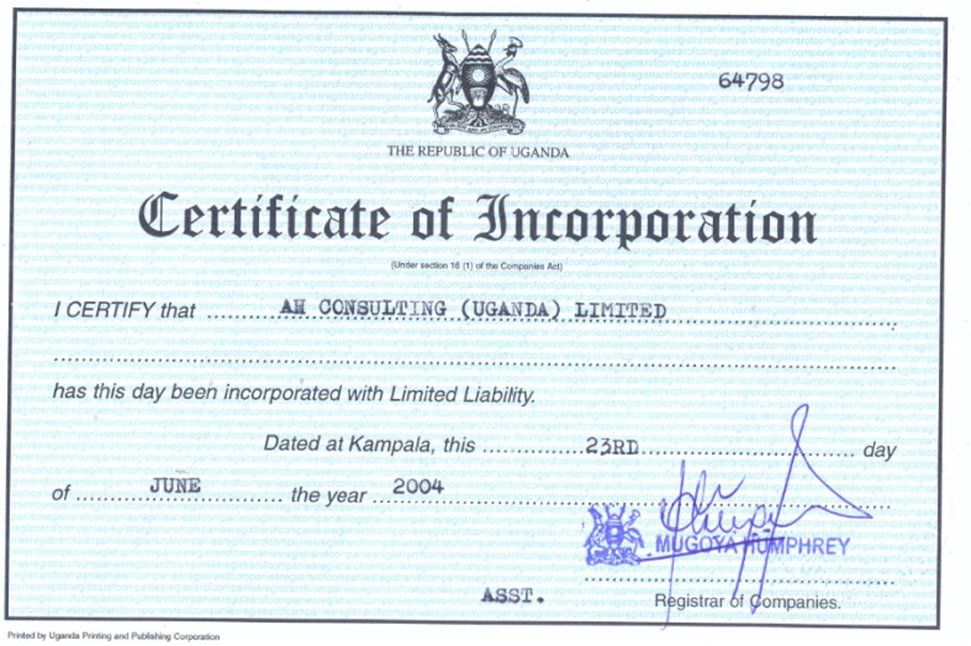 64798
THE REPUBLIC OF UGANDA
Certificate of Incorporation
(Under section 16 (1) of the Companies Act)
I CERTIFY that .......... AH CONSULTING (UGANDA) LIMITED ..........
has this day been incorporated with Limited Liability.
Dated at Kampala, this .......... 23RD .......... day
of .......... JUNE .......... the year ... 2004 ..........
MUGOYA HUMPHREY
ASST. Registrar of Companies.
Printed by Uganda Printing and Publishing Corporation